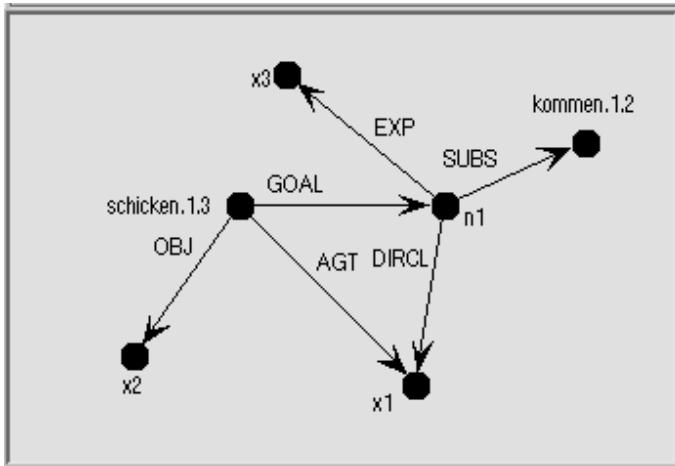 x3
kommen.1.2
EXP
SUBS
GOAL
schicken.1.3
n1
OBJ
AGT
DIRCL
x2
x1